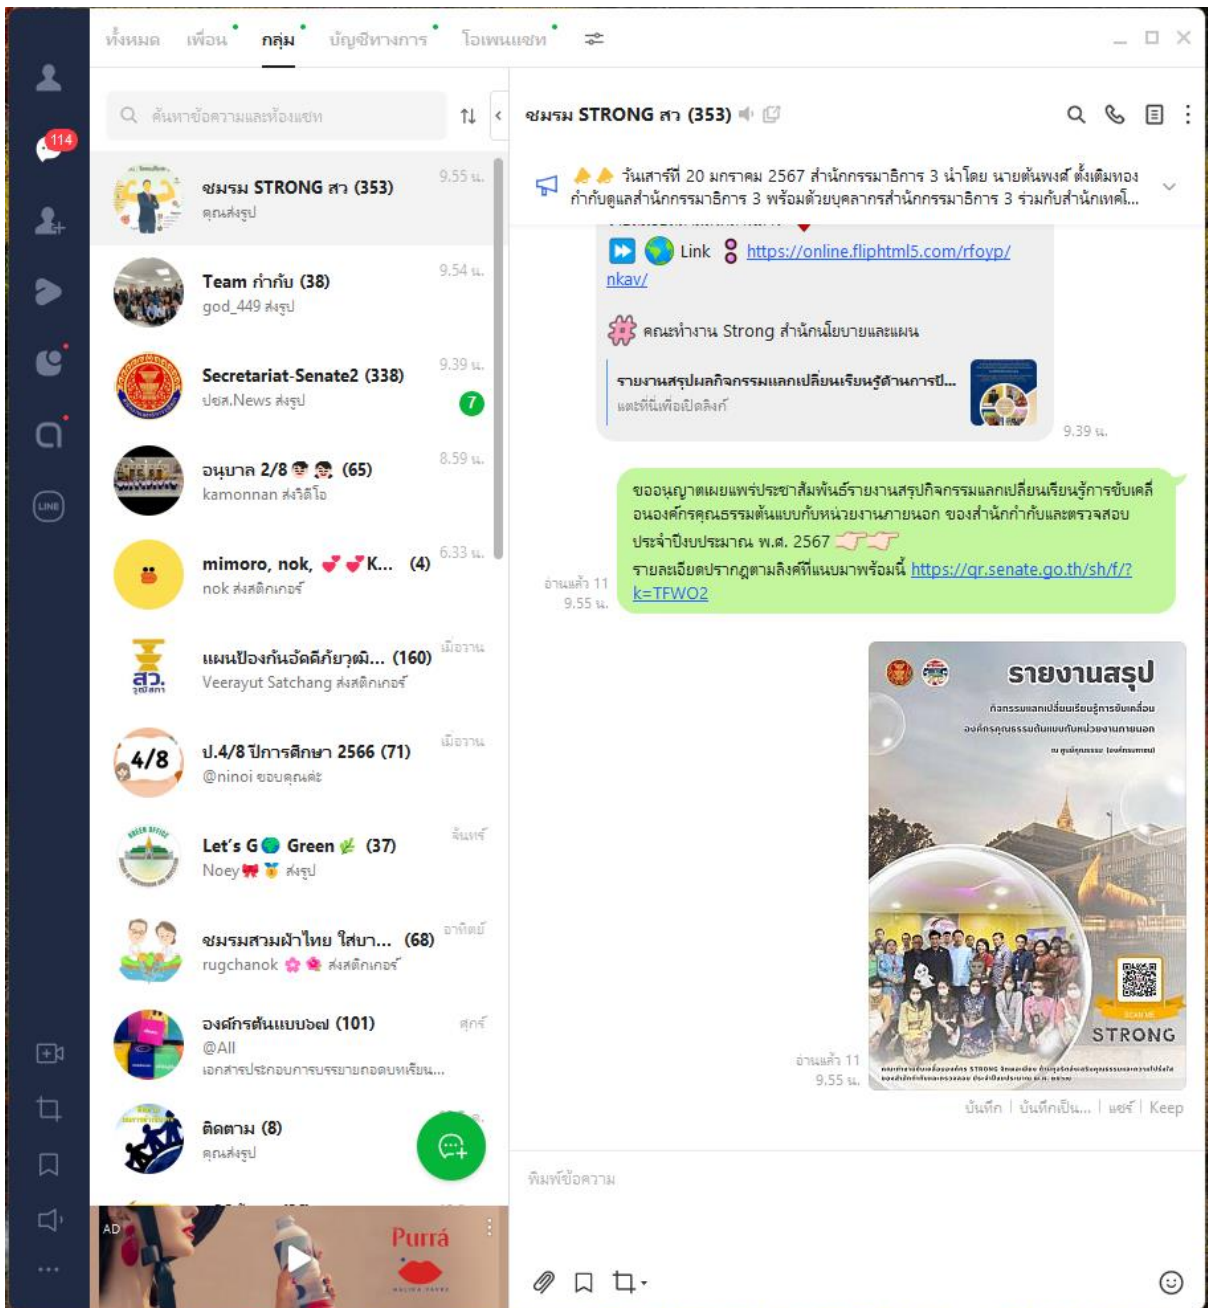 ทั้งหมด เพื่อน กลุ่ม บัญชีทางการ โอเพนแชท
114
ค้นหาข้อความและห้องแชท
ชมรม STRONG สว (353) 9.55 น.
คุณส่งรูป
Team กำกับ (38) 9.54 น.
god_449 ส่งรูป
Secretariat-Senate2 (338) 9.39 น.
ปชส.News ส่งรูป 7
อนุบาล 2/8 (65) 8.59 น.
kamonnan ส่งวิดีโอ
mimoro, nok, 💕💕K... (4) 6.33 น.
nok ส่งสติกเกอร์
แผนป้องกันอัคคีภัยวุฒิ... (160) เมื่อวาน
Veerayut Satchang ส่งสติกเกอร์
สว.
วุฒิสภา
ป.4/8 ปีการศึกษา 2566 (71) เมื่อวาน
@ninoi ขอบคุณค่ะ
4/8
Let's G🌏 Green 🌿 (37) จันทร์
Noey🎀🏅 ส่งรูป
GREEN OFFICE
ชมรมสวมผ้าไทย ใส่บา... (68) อาทิตย์
rugchanok 🌸🌺 ส่งสติกเกอร์
องค์กรต้นแบบ๖๗ (101) ศุกร์
@All
เอกสารประกอบการบรรยายถอดบทเรียน...
ติดตาม (8)
คุณส่งรูป
AD
Purrá
LINE
ชมรม STRONG สว (353)
วันเสาร์ที่ 20 มกราคม 2567 สำนักกรรมาธิการ 3 นำโดย นายต้นพงศ์ ตั้งเติมทอง
กำกับดูแลสำนักกรรมาธิการ 3 พร้อมด้วยบุคลากรสำนักกรรมาธิการ 3 ร่วมกับสำนักเทคโ...
⏩🌏 Link https://online.fliphtml5.com/rfoyp/
nkav/
คณะทำงาน Strong สำนักนโยบายและแผน
รายงานสรุปผลกิจกรรมแลกเปลี่ยนเรียนรู้ด้านการป้...
แตะที่นี่เพื่อเปิดลิงก์
9.39 น.
ขออนุญาตเผยแพร่ประชาสัมพันธ์รายงานสรุปกิจกรรมแลกเปลี่ยนเรียนรู้การขับเคลื่
อนองค์กรคุณธรรมต้นแบบกับหน่วยงานภายนอก ของสำนักกำกับและตรวจสอบ
ประจำปีงบประมาณ พ.ศ. 2567
รายละเอียดปรากฏตามลิงค์ที่แนบมาพร้อมนี้ https://qr.senate.go.th/sh/f/?
k=TFWO2
อ่านแล้ว 11
9.55 น.
รายงานสรุป
กิจกรรมแลกเปลี่ยนเรียนรู้การขับเคลื่อน
องค์กรคุณธรรมต้นแบบกับหน่วยงานภายนอก
ณ ศูนย์คุณธรรม (องค์การมหาชน)
SCAN ME
STRONG
อ่านแล้ว 11
9.55 น.
บันทึก | บันทึกเป็น... | แชร์ | Keep
พิมพ์ข้อความ